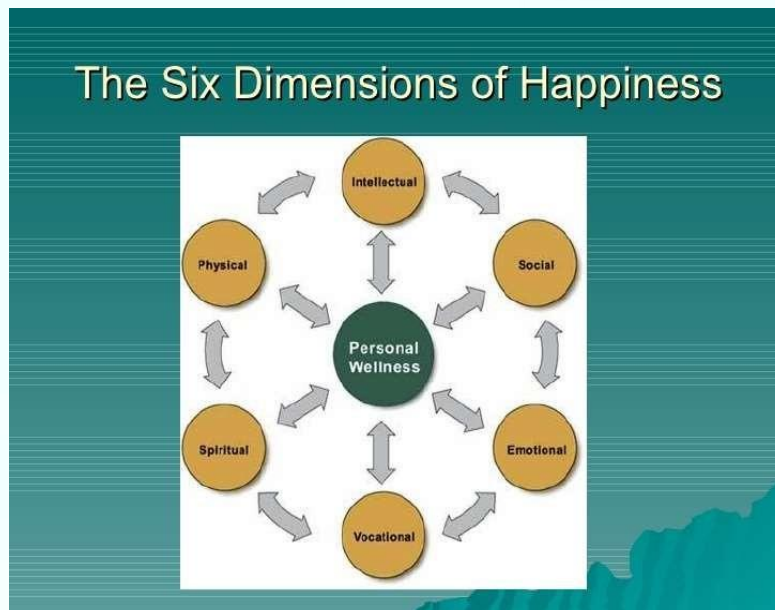 The Six Dimensions of Happiness
Intellectual
Physical
Social
Personal
Wellness
Spiritual
Emotional
Vocational